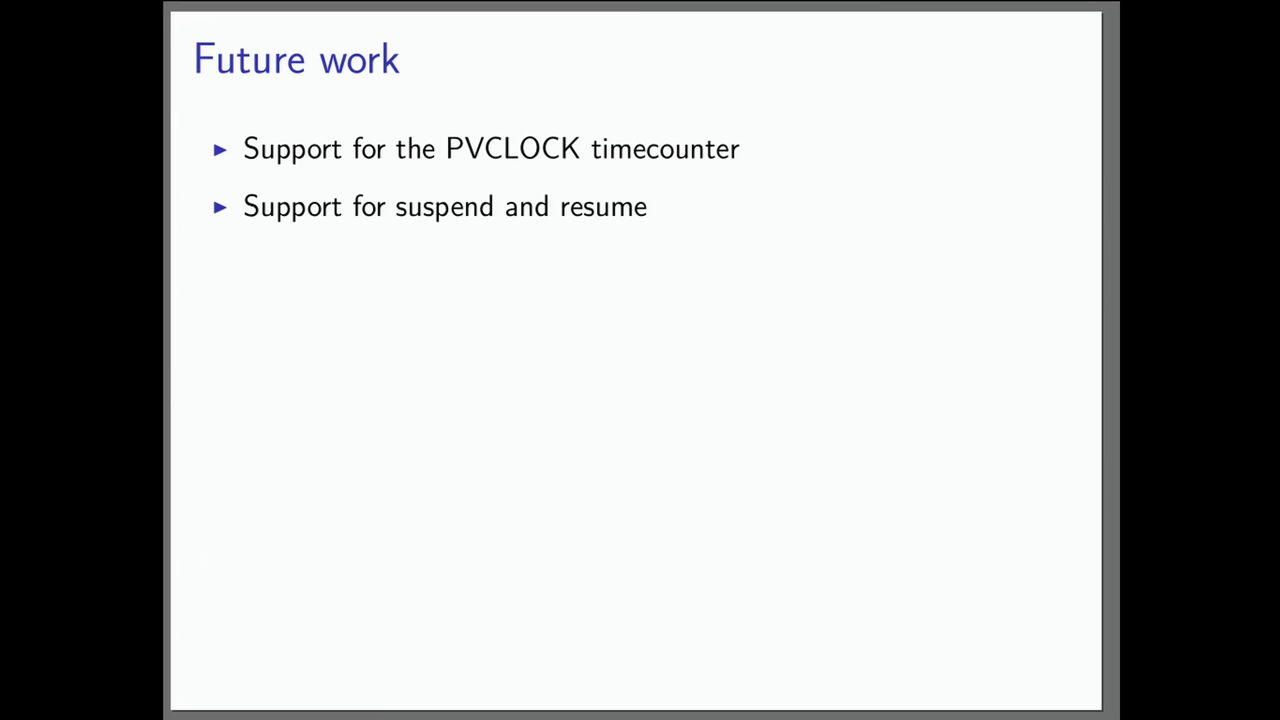 Future work
Support for the PVCLOCK timecounter
Support for suspend and resume